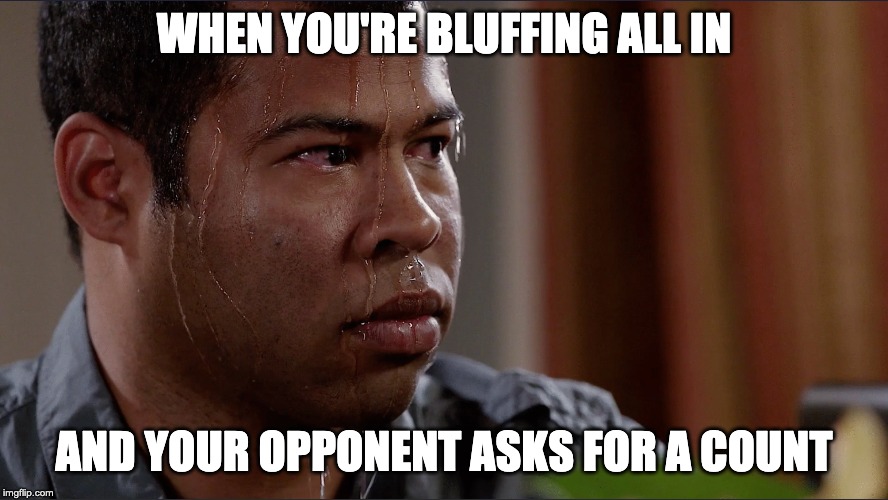 WHEN YOU'RE BLUFFING ALL IN
AND YOUR OPPONENT ASKS FOR A COUNT
imgflip.com